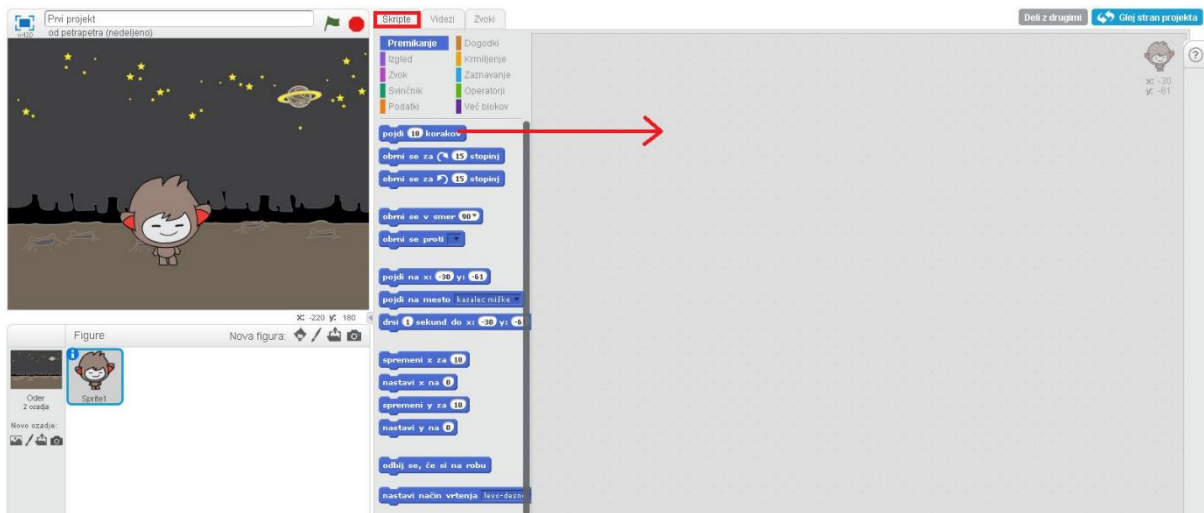 Prvi projekt
v420
od petrapetra (nedeljeno)
x: -220 y: 180
Figure
Nova figura:
Oder
2 ozadja
Novo ozadje:
Sprite1
Skripte
Videzi
Zvoki
Premikanje
Dogodki
Izgled
Krmiljenje
Zvok
Zaznavanje
Svinčnik
Operatorji
Podatki
Več blokov
pojdi 10 korakov
obrni se za 15 stopinj
obrni se za 15 stopinj
obrni se v smer 90
obrni se proti
pojdi na x: -30 y: -61
pojdi na mesto kazalec miške
drsi 1 sekund do x: -30 y: -6
spremeni x za 10
nastavi x na 0
spremeni y za 10
nastavi y na 0
odbij se, če si na robu
nastavi način vrtenja levo-desno
Deli z drugimi
Glej stran projekta
?
x: -30
y: -61